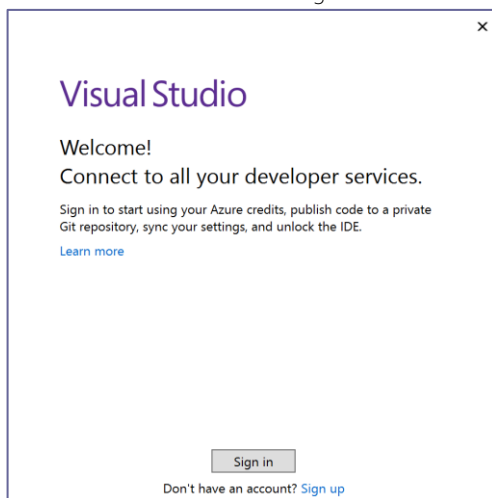 Visual Studio
Welcome!
Connect to all your developer services.
Sign in to start using your Azure credits, publish code to a private
Git repository, sync your settings, and unlock the IDE.
Learn more
Sign in
Don't have an account? Sign up